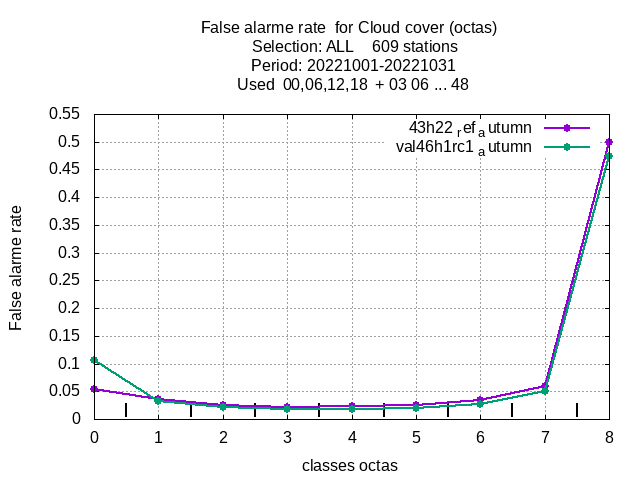 False alarme rate  for Cloud cover (octas)
Selection: ALL    609 stations
Period: 20221001-20221031
Used  00,06,12,18  + 03 06 ... 48
43h22 ref autumn
val46h1rc1 autumn
0.55
0.5
0.45
0.4
0.35
0.3
0.25
0.2
0.15
0.1
0.05
0
False alarme rate
0 1 2 3 4 5 6 7 8
classes octas